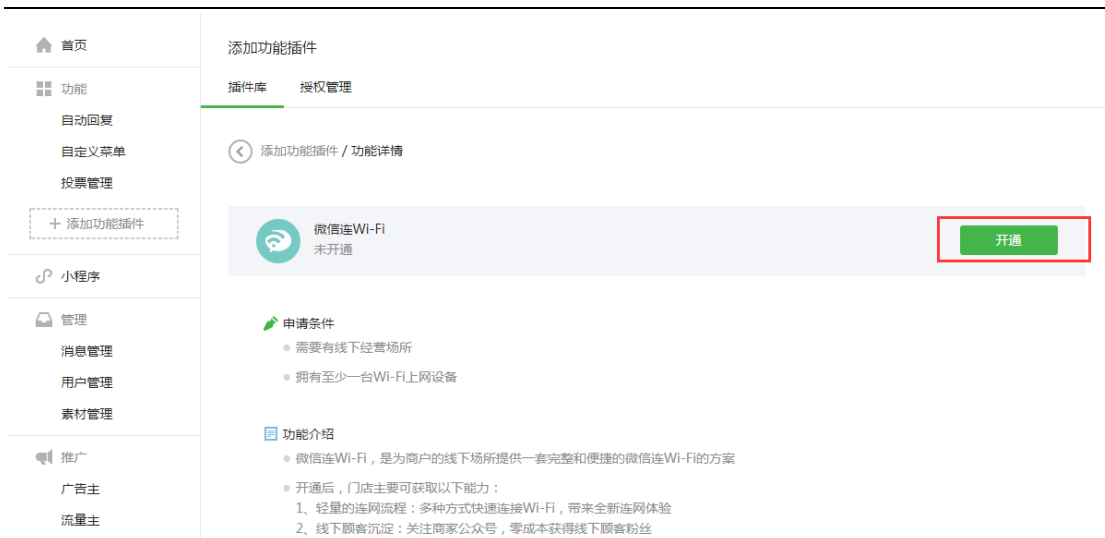 首页
功能
自动回复
自定义菜单
投票管理
+ 添加功能插件
小程序
管理
消息管理
用户管理
素材管理
推广
广告主
流量主
添加功能插件
插件库 授权管理
添加功能插件 / 功能详情
微信连Wi-Fi
未开通
开通
申请条件
需要有线下经营场所
拥有至少一台Wi-Fi上网设备
功能介绍
微信连Wi-Fi，是为商户的线下场所提供一套完整和便捷的微信连Wi-Fi的方案
开通后，门店主要可获取以下能力：
1、轻量的连网流程：多种方式快速连接Wi-Fi，带来全新连网体验
2、线下顾客沉淀：关注商家公众号，零成本获得线下顾客粉丝